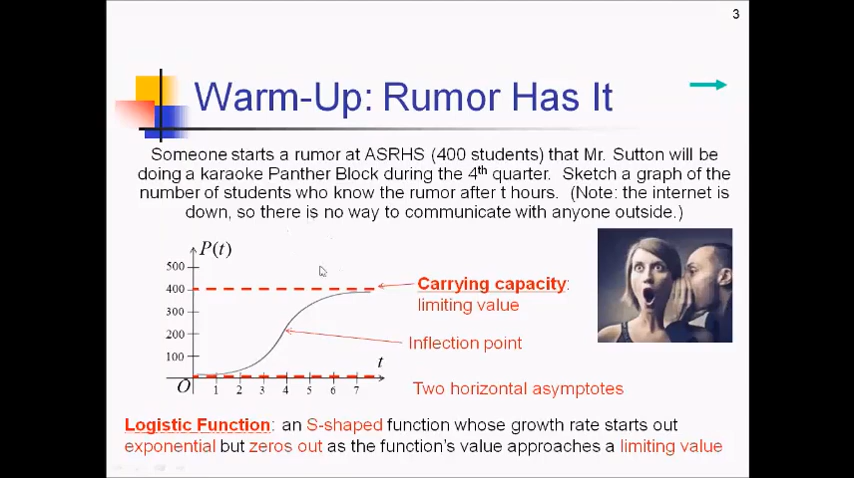 3
Warm-Up: Rumor Has It
Someone starts a rumor at ASRHS (400 students) that Mr. Sutton will be
doing a karaoke Panther Block during the 4th quarter. Sketch a graph of the
number of students who know the rumor after t hours. (Note: the internet is
down, so there is no way to communicate with anyone outside.)
P(t)
500
400
300
200
100
O
1 2 3 4 5 6 7
t
Carrying capacity:
limiting value
Inflection point
Two horizontal asymptotes
Logistic Function: an S-shaped function whose growth rate starts out
exponential but zeros out as the function's value approaches a limiting value